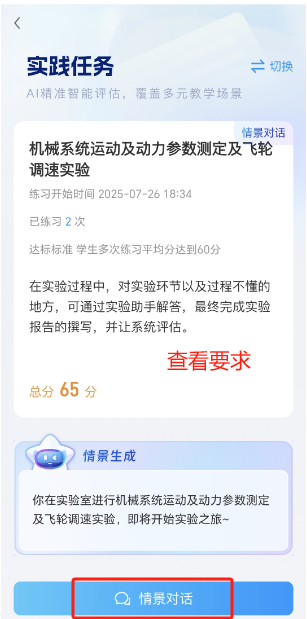 实践任务
切换
AI精准智能评估，覆盖多元教学场景
情景对话
机械系统运动及动力参数测定及飞轮
调速实验
练习开始时间 2025-07-26 18:34
已练习 2 次
达标标准 学生多次练习平均分达到60分
在实验过程中，对实验环节以及过程不懂的
地方，可通过实验助手解答，最终完成实验
报告的撰写，并让系统评估。
查看要求
总分 65 分
情景生成
你在实验室进行机械系统运动及动力参数测定
及飞轮调速实验，即将开始实验之旅~
情景对话